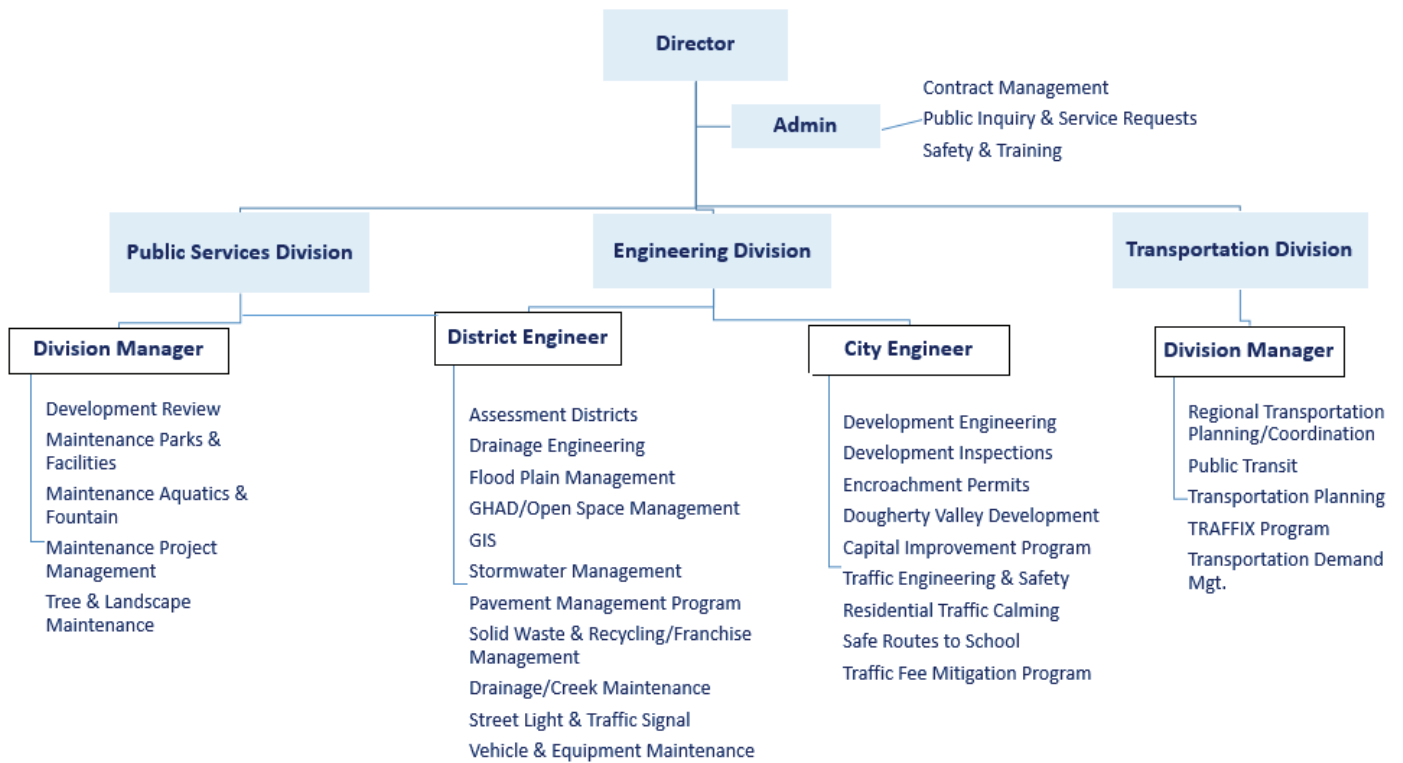 Director
Admin
Contract Management
Public Inquiry & Service Requests
Safety & Training
Public Services Division
Engineering Division
Transportation Division
Division Manager
Development Review
Maintenance Parks &
Facilities
Maintenance Aquatics &
Fountain
Maintenance Project
Management
Tree & Landscape
Maintenance
District Engineer
Assessment Districts
Drainage Engineering
Flood Plain Management
GHAD/Open Space Management
GIS
Stormwater Management
Pavement Management Program
Solid Waste & Recycling/Franchise
Management
Drainage/Creek Maintenance
Street Light & Traffic Signal
Vehicle & Equipment Maintenance
City Engineer
Development Engineering
Development Inspections
Encroachment Permits
Dougherty Valley Development
Capital Improvement Program
Traffic Engineering & Safety
Residential Traffic Calming
Safe Routes to School
Traffic Fee Mitigation Program
Division Manager
Regional Transportation
Planning/Coordination
Public Transit
Transportation Planning
TRAFFIX Program
Transportation Demand
Mgt.